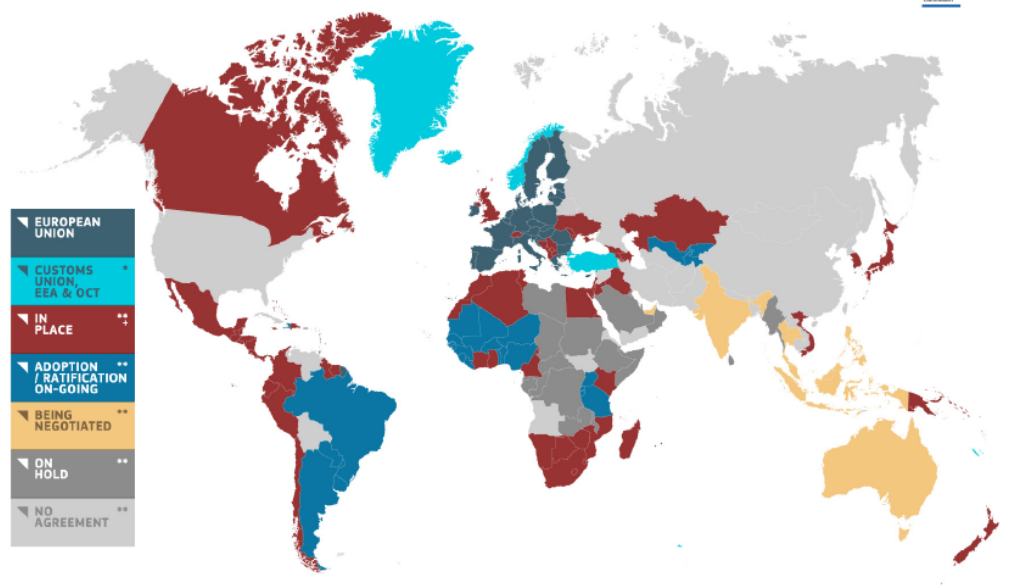 EUROPEAN
UNION
CUSTOMS *
UNION,
EEA & OCT
IN **
PLACE +
ADOPTION **
/ RATIFICATION
ON-GOING
BEING **
NEGOTIATED
ON **
HOLD
NO **
AGREEMENT